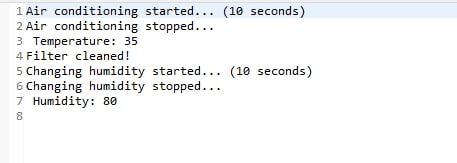 1 Air conditioning started... (10 seconds)
2 Air conditioning stopped...
3  Temperature: 35
4 Filter cleaned!
5 Changing humidity started... (10 seconds)
6 Changing humidity stopped...
7  Humidity: 80
8